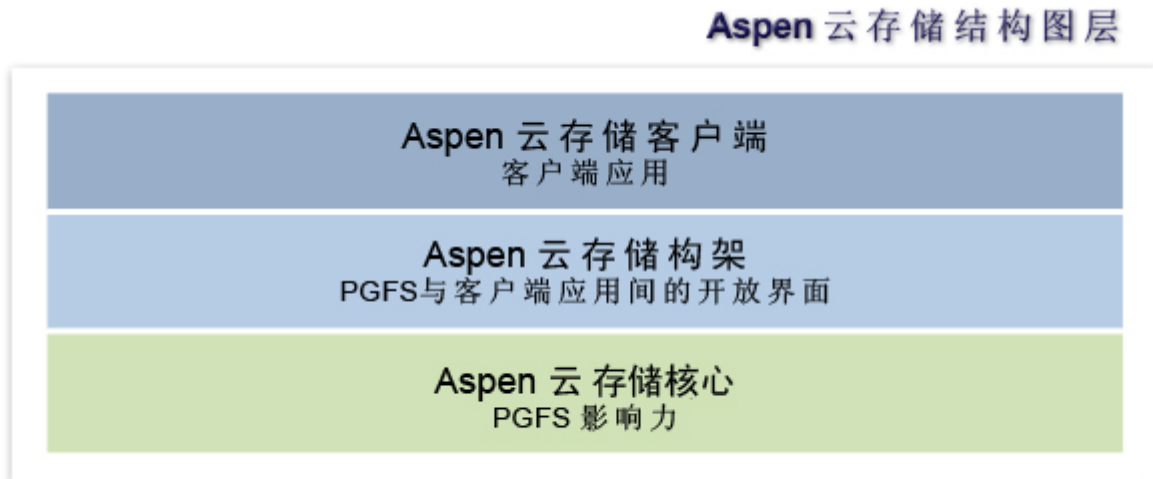 Aspen 云存储结构图层
Aspen 云存储客户端
客户端应用
Aspen 云存储构架
PGFS与客户端应用间的开放界面
Aspen 云存储核心
PGFS 影响力